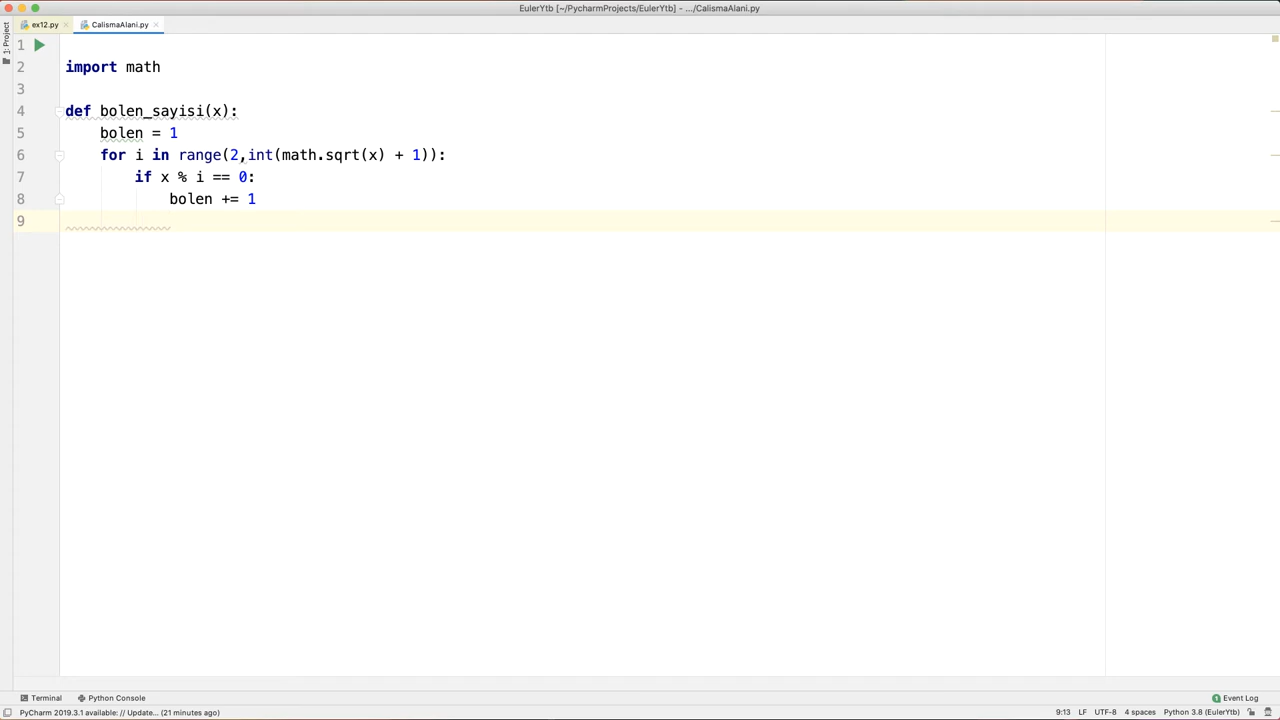 EulerYtb [~/PycharmProjects/EulerYtb] - .../CalismaAlani.py
ex12.py
CalismaAlani.py
1: Project
1
2 import math
3
4 def bolen_sayisi(x):
5 bolen = 1
6 for i in range(2,int(math.sqrt(x) + 1)):
7 if x % i == 0:
8 bolen += 1
9
Terminal
Python Console
1 Event Log
PyCharm 2019.3.1 available: // Update... (21 minutes ago)
9:13 LF UTF-8 4 spaces Python 3.8 (EulerYtb)